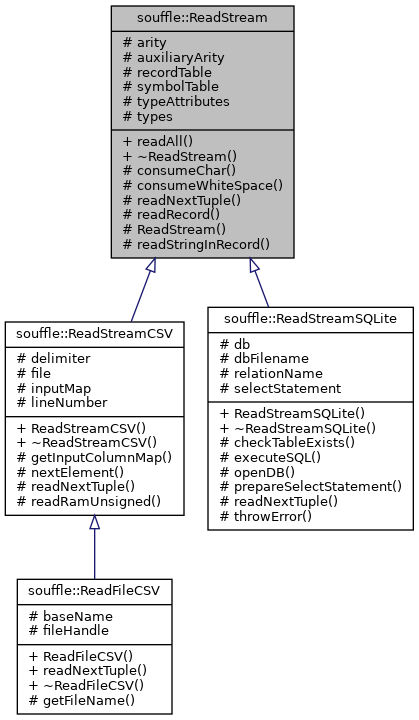 souffle::ReadStream
# arity
# auxiliaryArity
# recordTable
# symbolTable
# typeAttributes
# types
+ readAll()
+ ~ReadStream()
# consumeChar()
# consumeWhiteSpace()
# readNextTuple()
# readRecord()
# ReadStream()
# readStringInRecord()
souffle::ReadStreamCSV
# delimiter
# file
# inputMap
# lineNumber
+ ReadStreamCSV()
+ ~ReadStreamCSV()
# getInputColumnMap()
# nextElement()
# readNextTuple()
# readRamUnsigned()
souffle::ReadStreamSQLite
# db
# dbFilename
# relationName
# selectStatement
+ ReadStreamSQLite()
+ ~ReadStreamSQLite()
# checkTableExists()
# executeSQL()
# openDB()
# prepareSelectStatement()
# readNextTuple()
# throwError()
souffle::ReadFileCSV
# baseName
# fileHandle
+ ReadFileCSV()
+ readNextTuple()
+ ~ReadFileCSV()
# getFileName()